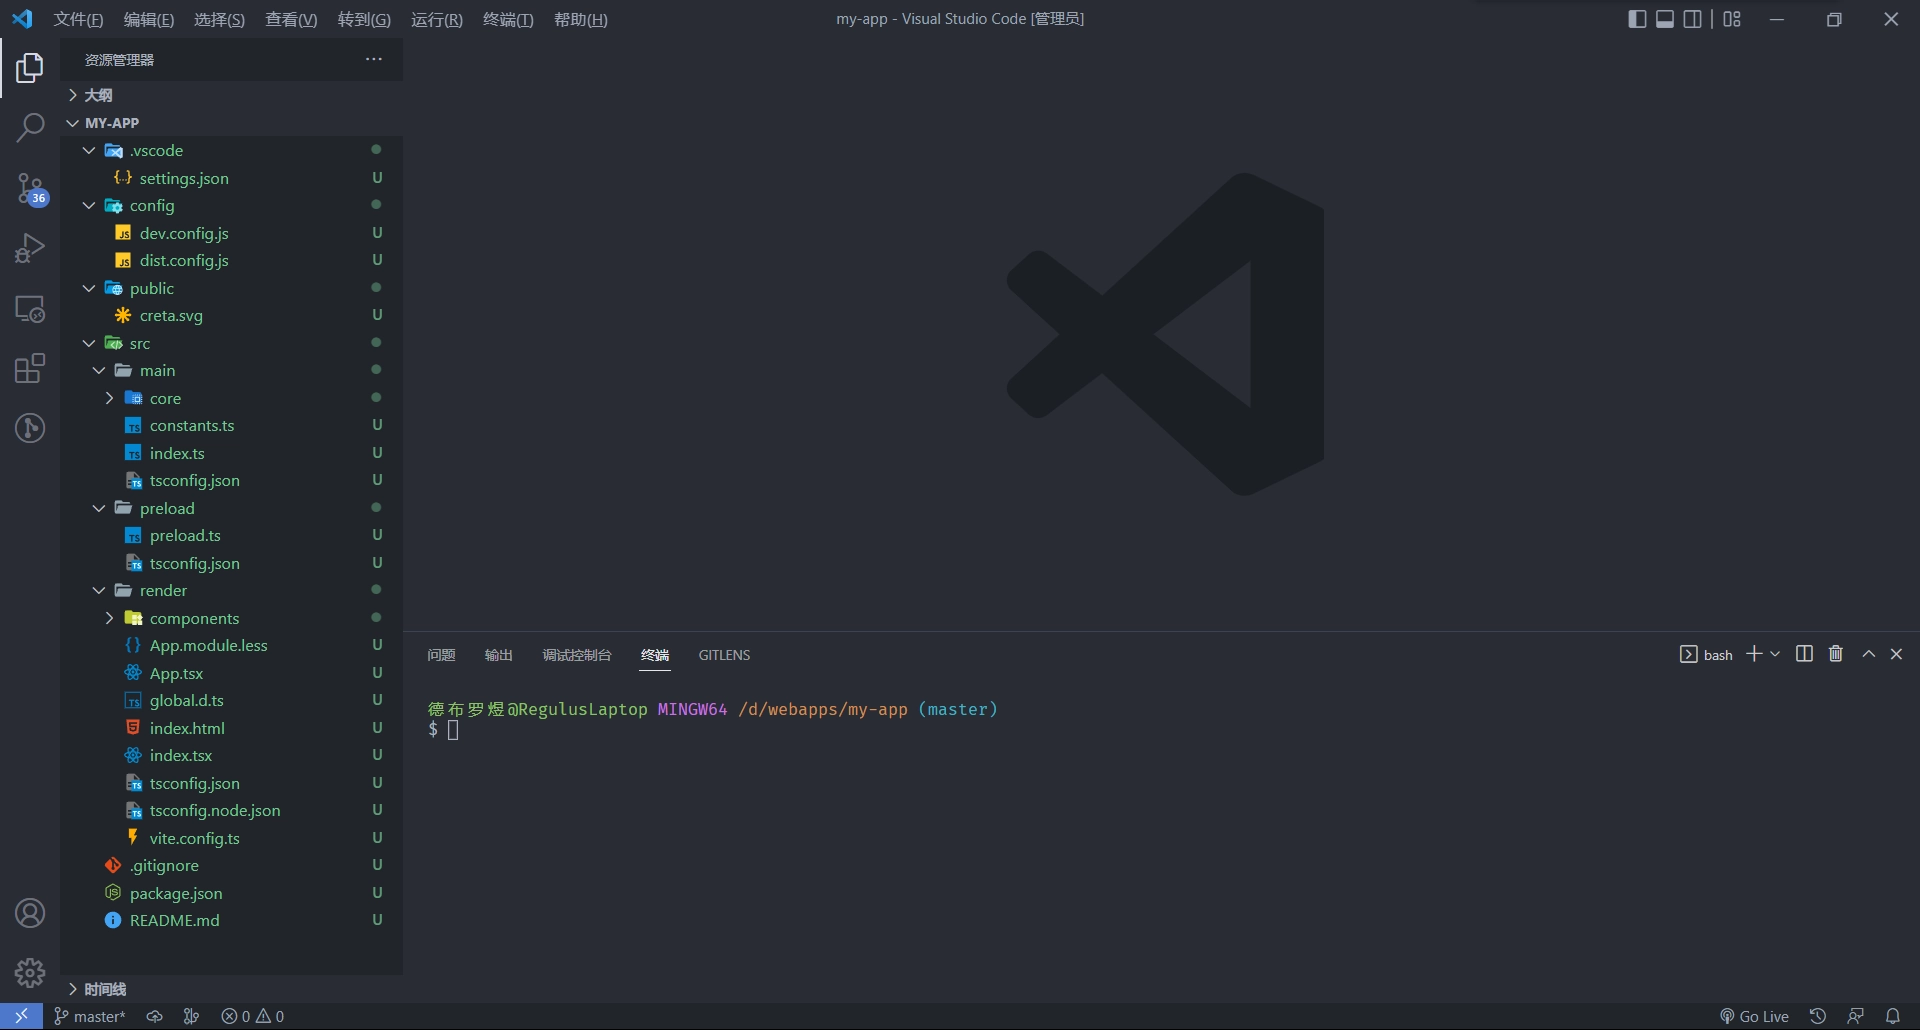 文件(F) 编辑(E) 选择(S) 查看(V) 转到(G) 运行(R) 终端(T) 帮助(H) my-app - Visual Studio Code [管理员]
资源管理器
大纲
MY-APP
.vscode
settings.json U
config
dev.config.js U
dist.config.js U
public
creta.svg U
src
main
core
constants.ts U
index.ts U
tsconfig.json U
preload
preload.ts U
tsconfig.json U
render
components
App.module.less U
App.tsx U
global.d.ts U
index.html U
index.tsx U
tsconfig.json U
tsconfig.node.json U
vite.config.ts U
.gitignore U
package.json U
README.md U
时间线
36
问题 输出 调试控制台 终端 GITLENS bash
德布罗煜@RegulusLaptop MINGW64 /d/webapps/my-app (master)
$
master* 0 0 Go Live